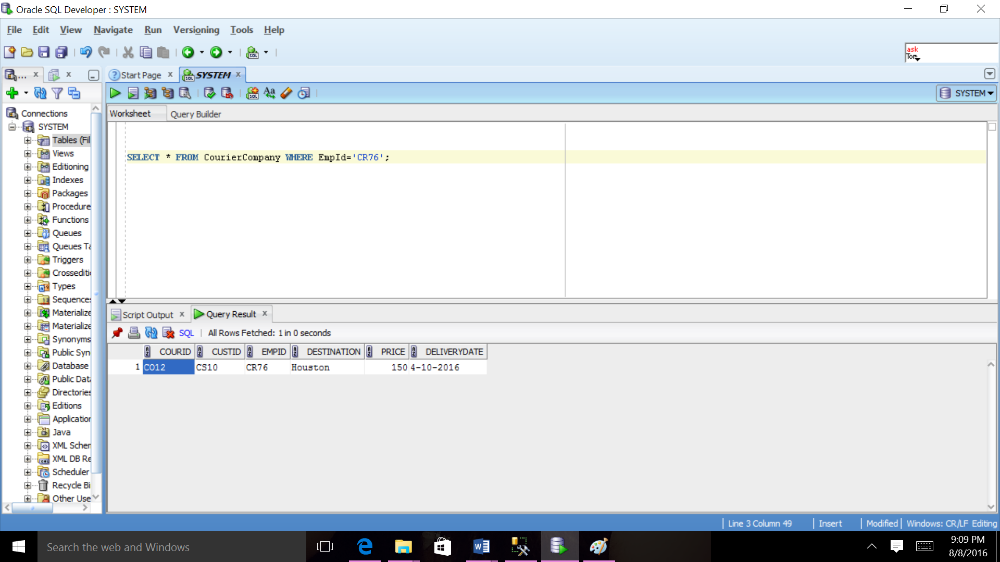 Oracle SQL Developer : SYSTEM
File Edit View Navigate Run Versioning Tools Help
ask
Tom
... Start Page SYSTEM
SYSTEM
Worksheet Query Builder
Connections
SYSTEM
Tables (Fil
Views
Editioning
Indexes
Packages
Procedure
Functions
Queues
Queues Ta
Triggers
Crosseditio
Types
Sequences
Materialize
Materialize
Synonyms
Public Syn
Database
Public Data
Directories
Editions
Application
Java
XML Schem
XML DB Re
Scheduler
Recycle Bi
Other Use
SELECT * FROM CourierCompany WHERE EmpId='CR76';
Script Output Query Result
SQL | All Rows Fetched: 1 in 0 seconds
COURID CUSTID EMPID DESTINATION PRICE DELIVERYDATE
1 CO12 CS10 CR76 Houston 150 4-10-2016
Line 3 Column 49 | Insert | Modified | Windows: CR/LF Editing
Search the web and Windows
9:09 PM
8/8/2016